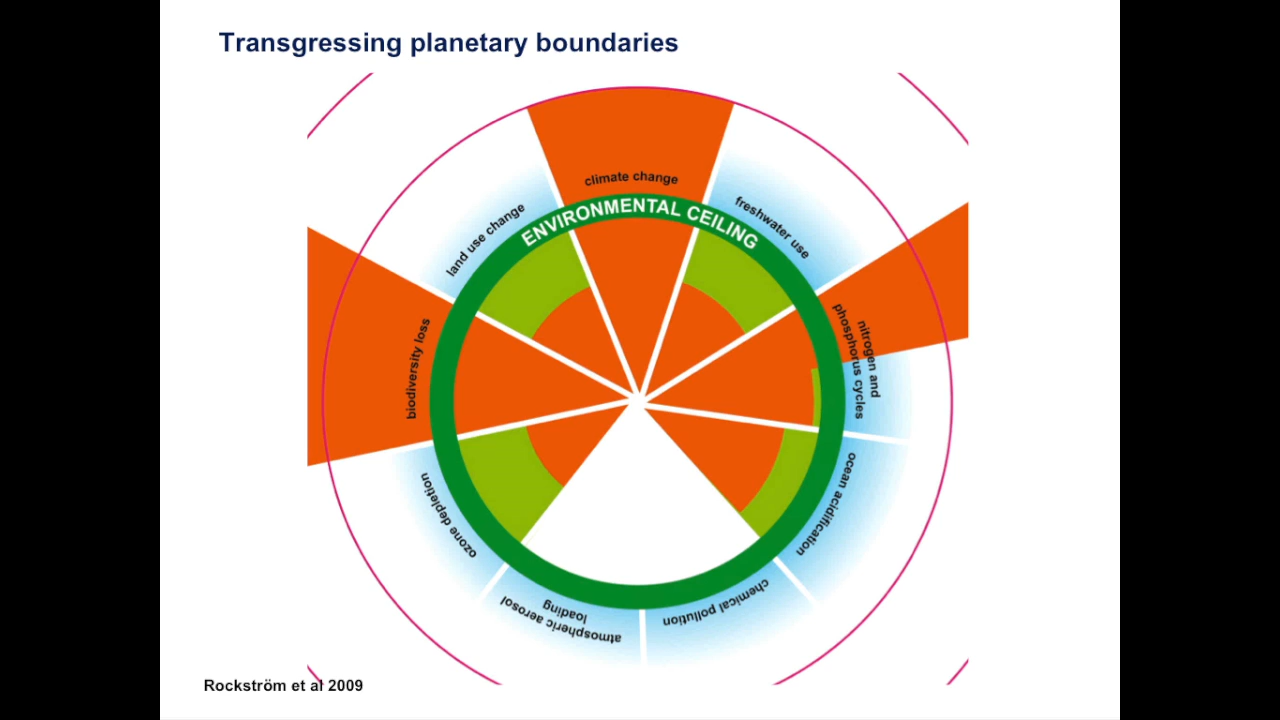 Transgressing planetary boundaries
climate change
ENVIRONMENTAL CEILING
land use change
freshwater use
biodiversity loss
nitrogen and
phosphorus cycles
ozone depletion
ocean acidification
atmospheric aerosol
loading
chemical pollution
Rockström et al 2009